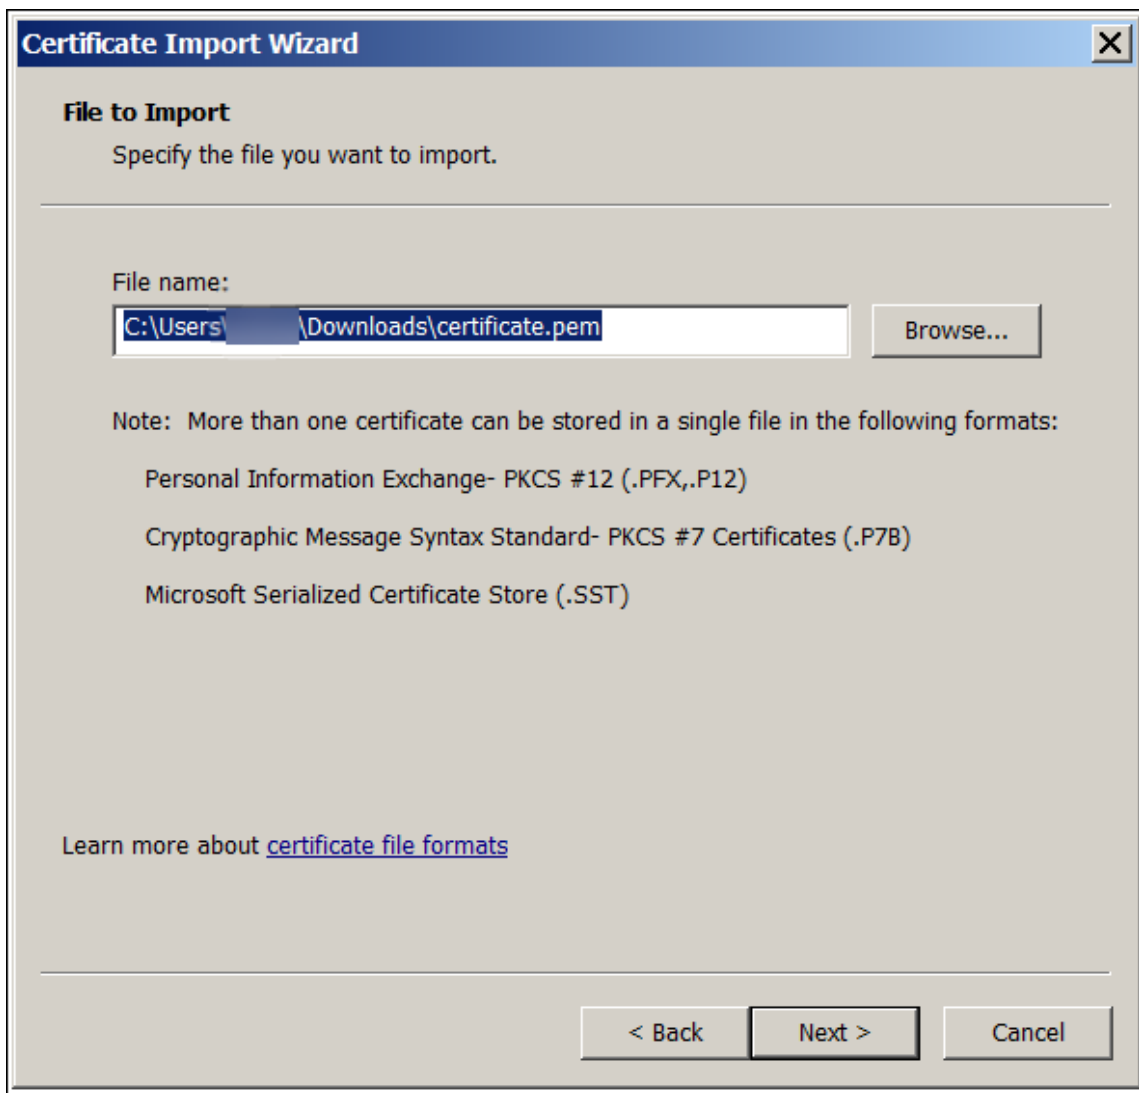 Certificate Import Wizard
File to Import
Specify the file you want to import.
File name:
C:\Users\ \Downloads\certificate.pem
Browse...
Note: More than one certificate can be stored in a single file in the following formats:
Personal Information Exchange- PKCS #12 (.PFX,.P12)
Cryptographic Message Syntax Standard- PKCS #7 Certificates (.P7B)
Microsoft Serialized Certificate Store (.SST)
Learn more about certificate file formats
< Back
Next >
Cancel